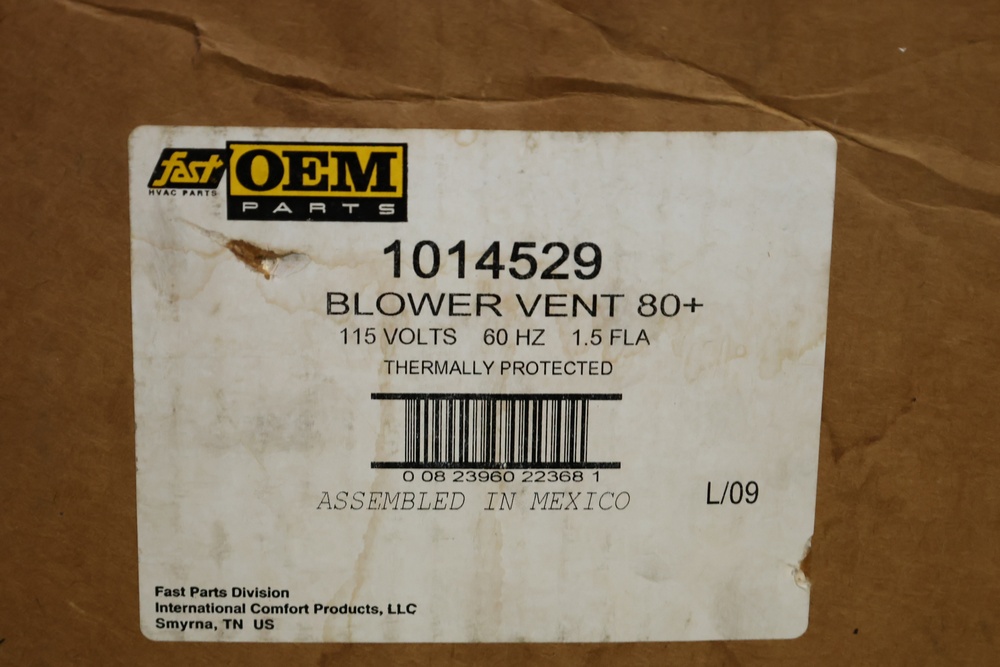 fast OEM
HVAC PARTS
PARTS
1014529
BLOWER VENT 80+
115 VOLTS 60 HZ 1.5 FLA
THERMALLY PROTECTED
0 08 23960 22368 1
ASSEMBLED IN MEXICO
L/09
Fast Parts Division
International Comfort Products, LLC
Smyrna, TN US